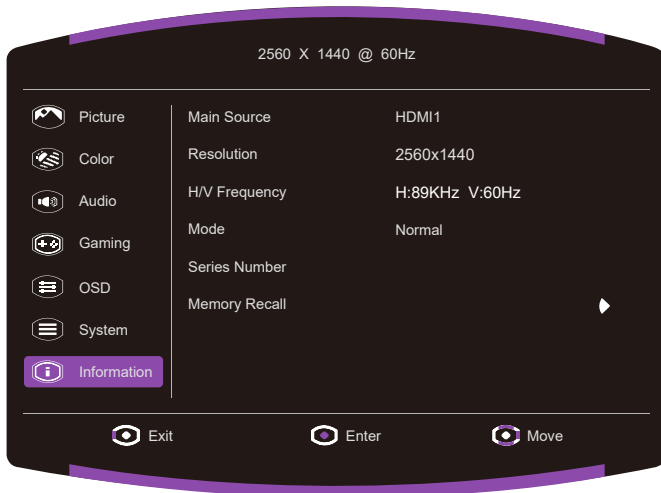 2560 X 1440 @ 60Hz
Picture
Color
Audio
Gaming
OSD
System
Information
Main Source HDMI1
Resolution 2560x1440
H/V Frequency H:89KHz V:60Hz
Mode Normal
Series Number
Memory Recall
Exit Enter Move